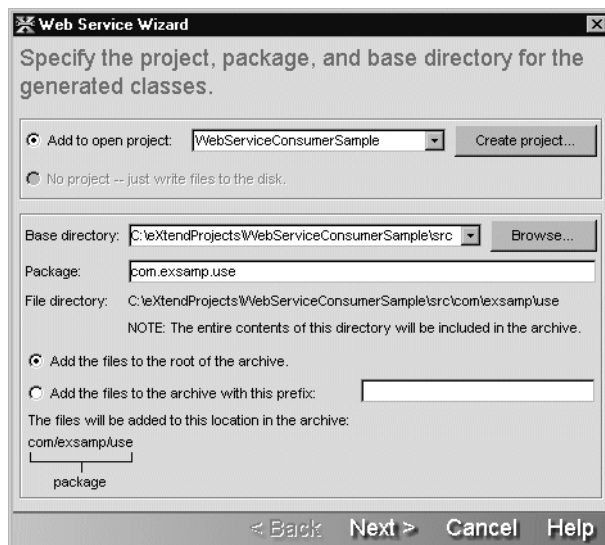 Web Service Wizard
Specify the project, package, and base directory for the
generated classes.
Add to open project: WebServiceConsumerSample Create project...
No project -- just write files to the disk.
Base directory: C:\eXtendProjects\WebServiceConsumerSample\src Browse...
Package: com.exsamp.use
File directory: C:\eXtendProjects\WebServiceConsumerSample\src\com\exsamp\use
NOTE: The entire contents of this directory will be included in the archive.
Add the files to the root of the archive.
Add the files to the archive with this prefix:
The files will be added to this location in the archive:
com/exsamp/use
package
< Back Next > Cancel Help